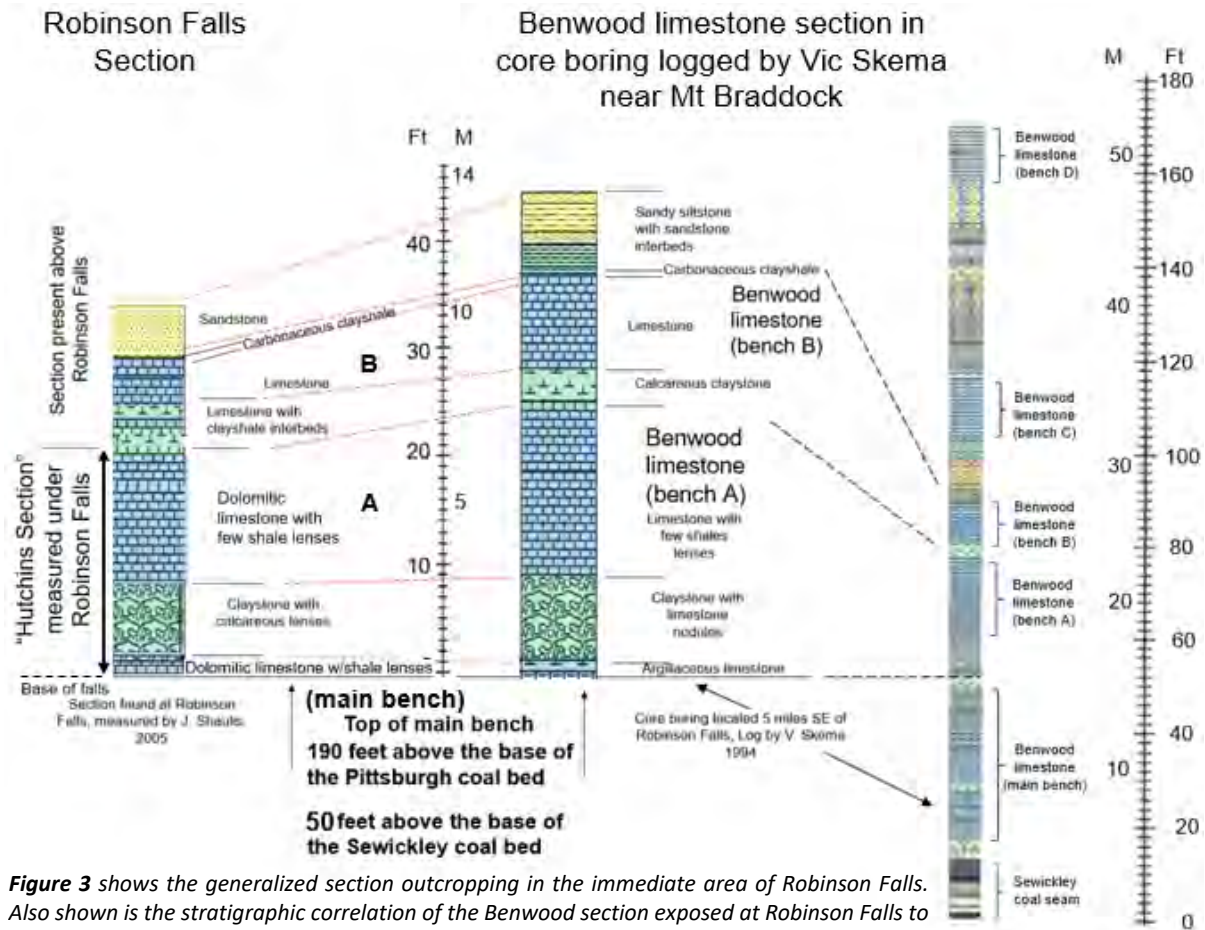 Robinson Falls
Section
Benwood limestone section in
core boring logged by Vic Skema
near Mt Braddock
M Ft
180
50
160
140
40
120
30
100
80
20
60
40
10
20
0
Benwood
limestone
(bench D)
Benwood
limestone
(bench C)
Benwood
limestone
(bench B)
Benwood
limestone
(bench A)
Benwood
limestone
(main bench)
Sewickley
coal seam
Ft M
14
40
10
30
20
5
10
Section present above
Robinson Falls
"Hutchins Section"
measured under
Robinson Falls
Sandstone
Carbonaceous clayshale
B
Limestone
Limestone with
clayshale interbeds
A
Dolomitic
limestone with
few shale lenses
Claystone with
calcareous lenses
Dolomitic limestone w/shale lenses
Base of falls
Section found at Robinson
Falls, measured by J. Shaulis
2005
Sandy siltstone
with sandstone
interbeds
Carbonaceous clayshale
Benwood
limestone
(bench B)
Limestone
Calcareous claystone
Benwood
limestone
(bench A)
Limestone with
few shales
lenses
Claystone with
limestone
nodules
Argillaceous limestone
(main bench)
Top of main bench
190 feet above the base of
the Pittsburgh coal bed
50 feet above the base of
the Sewickley coal bed
Core boring located 5 miles SE of
Robinson Falls, Log by V. Skema
1994
Figure 3 shows the generalized section outcropping in the immediate area of Robinson Falls.
Also shown is the stratigraphic correlation of the Benwood section exposed at Robinson Falls to